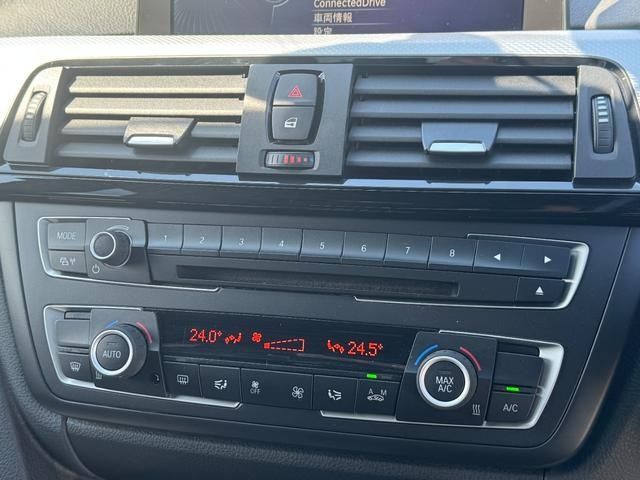 ConnectedDrive
車両情報
設定
MODE
1 2 3 4 5 6 7 8
24.0° 24.5°
AUTO
MAX A/C
OFF
A M
A/C